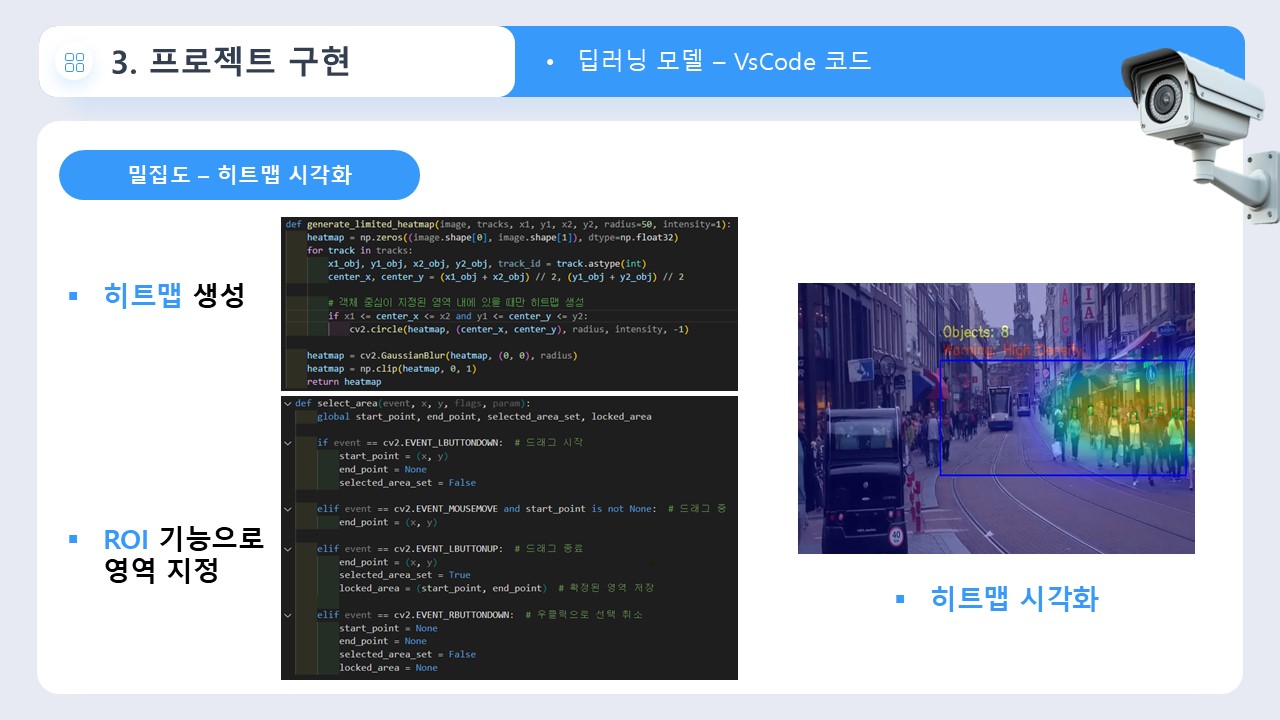 3. 프로젝트 구현
• 딥러닝 모델 – VsCode 코드
밀집도 – 히트맵 시각화
▪ 히트맵 생성
def generate_limited_heatmap(image, tracks, x1, y1, x2, y2, radius=50, intensity=1):
    heatmap = np.zeros((image.shape[0], image.shape[1]), dtype=np.float32)
    for track in tracks:
        x1_obj, y1_obj, x2_obj, y2_obj, track_id = track.astype(int)
        center_x, center_y = (x1_obj + x2_obj) // 2, (y1_obj + y2_obj) // 2
        # 객체 중심이 지정된 영역 내에 있을 때만 히트맵 생성
        if x1 <= center_x <= x2 and y1 <= center_y <= y2:
            cv2.circle(heatmap, (center_x, center_y), radius, intensity, -1)
    heatmap = cv2.GaussianBlur(heatmap, (0, 0), radius)
    heatmap = np.clip(heatmap, 0, 1)
    return heatmap
▪ ROI 기능으로
영역 지정
def select_area(event, x, y, flags, param):
    global start_point, end_point, selected_area_set, locked_area
    if event == cv2.EVENT_LBUTTONDOWN:  # 드래그 시작
        start_point = (x, y)
        end_point = None
        selected_area_set = False
    elif event == cv2.EVENT_MOUSEMOVE and start_point is not None:  # 드래그 중
        end_point = (x, y)
    elif event == cv2.EVENT_LBUTTONUP:  # 드래그 종료
        end_point = (x, y)
        selected_area_set = True
        locked_area = (start_point, end_point)  # 확정된 영역 저장
    elif event == cv2.EVENT_RBUTTONDOWN:  # 우클릭으로 선택 취소
        start_point = None
        end_point = None
        selected_area_set = False
        locked_area = None
Objects: 8
Warning: High Density
40
▪ 히트맵 시각화